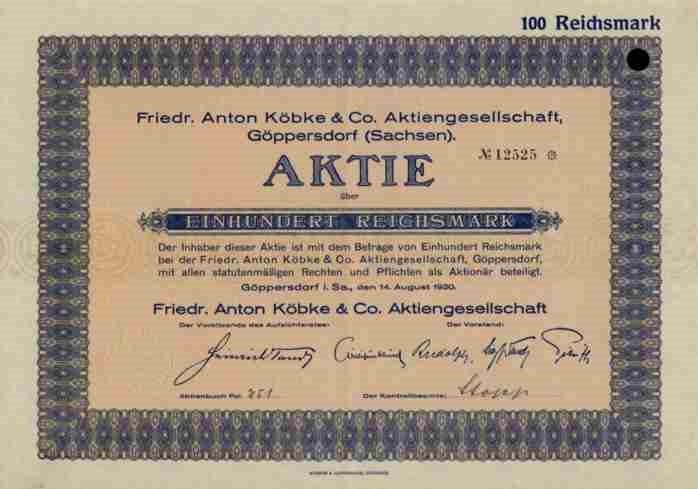 100 Reichsmark
Friedr. Anton Köbke & Co. Aktiengesellschaft,
Göppersdorf (Sachsen).
AKTIE
№ 12525
über
EINHUNDERT REICHSMARK
Der Inhaber dieser Aktie ist mit dem Betrage von Einhundert Reichsmark
bei der Friedr. Anton Köbke & Co. Aktiengesellschaft, Göppersdorf,
mit allen statutenmäßigen Rechten und Pflichten als Aktionär beteiligt.
Göppersdorf i. Sa., den 14. August 1930.
Friedr. Anton Köbke & Co. Aktiengesellschaft
Der Vorsitzende des Aufsichtsrates:
Der Vorstand:
Rudolph
Aktienbuch Fol. 251
Der Kontrollbeamte: Stopp